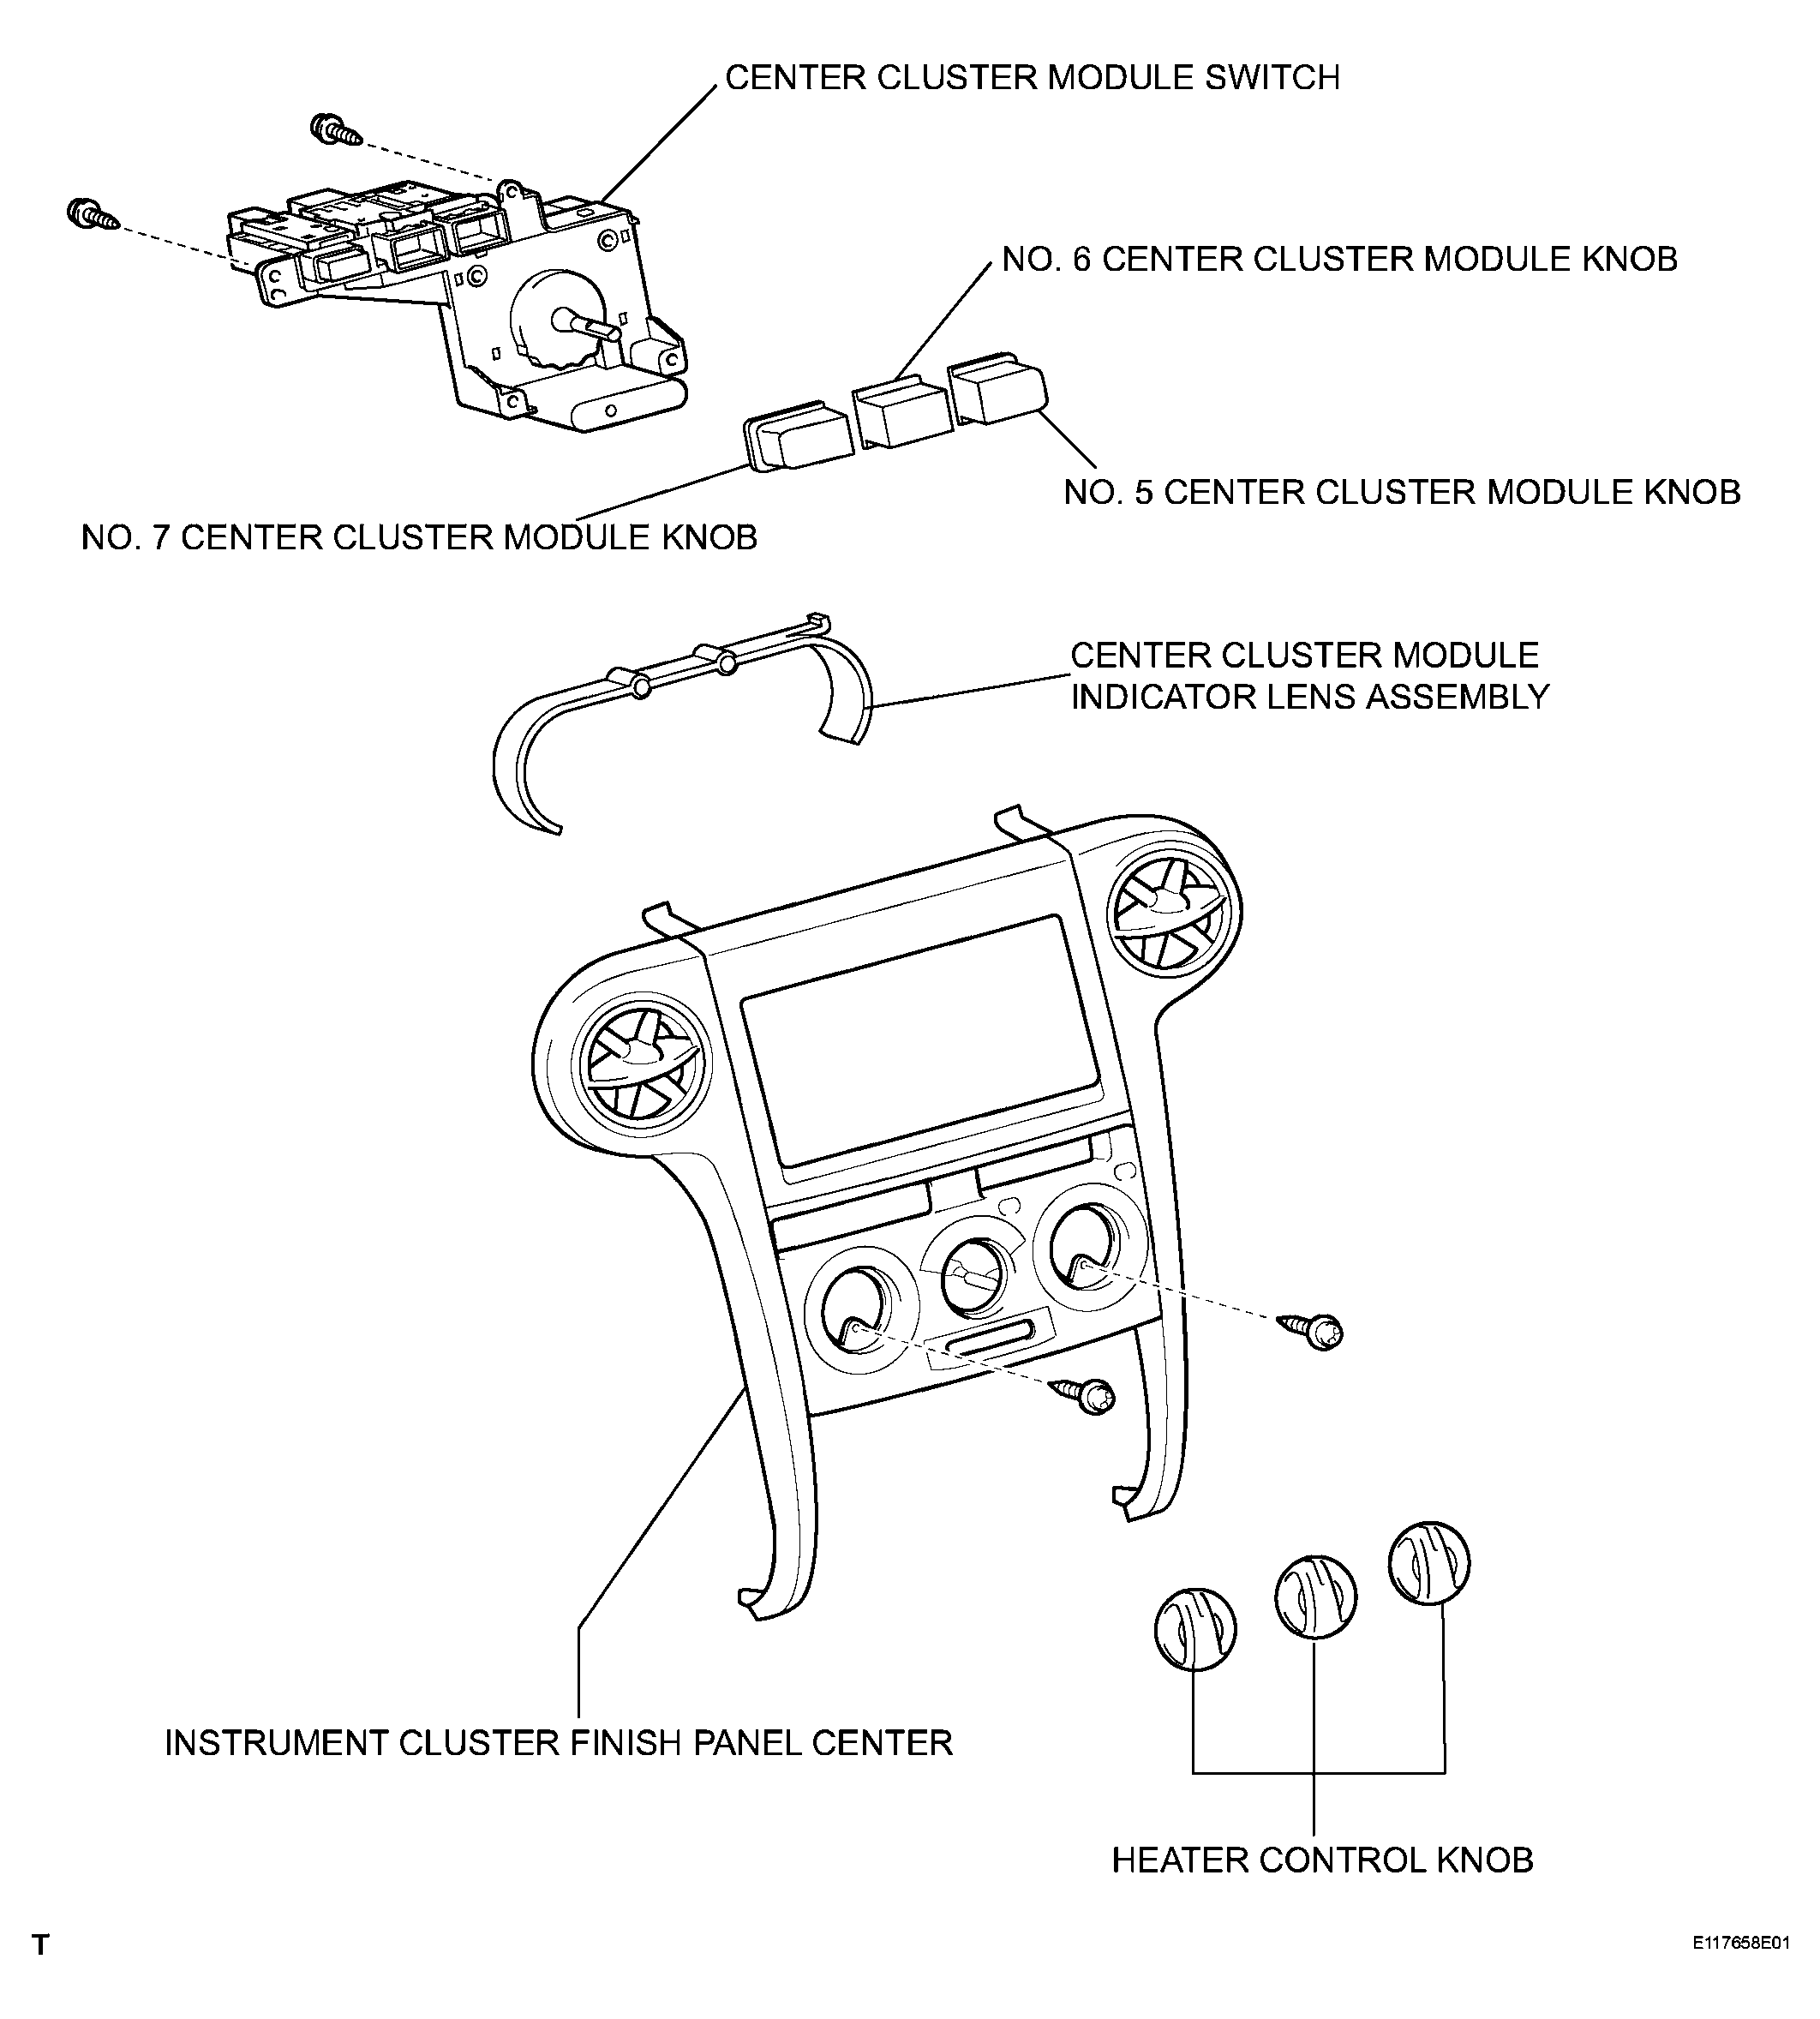 CENTER CLUSTER MODULE SWITCH
NO. 6 CENTER CLUSTER MODULE KNOB
NO. 5 CENTER CLUSTER MODULE KNOB
NO. 7 CENTER CLUSTER MODULE KNOB
CENTER CLUSTER MODULE
INDICATOR LENS ASSEMBLY
INSTRUMENT CLUSTER FINISH PANEL CENTER
HEATER CONTROL KNOB
T
E117658E01